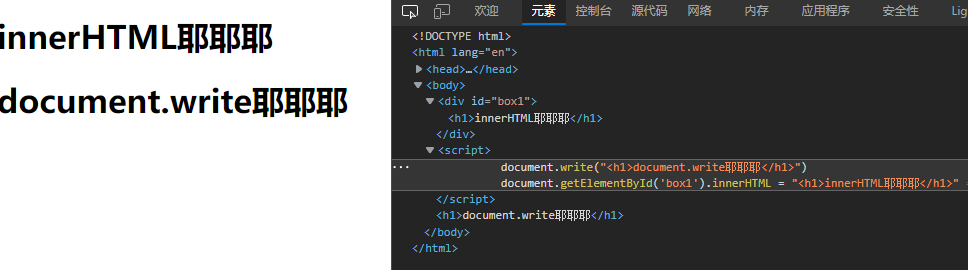 innerHTML耶耶耶
document.write耶耶耶
欢迎 元素 控制台 源代码 网络 内存 应用程序 安全性 Lig
<!DOCTYPE html>
<html lang="en">
<head>…</head>
<body>
<div id="box1">
<h1>innerHTML耶耶耶</h1>
</div>
<script>
document.write("<h1>document.write耶耶耶</h1>")
document.getElementById('box1').innerHTML = "<h1>innerHTML耶耶耶</h1>"
</script>
<h1>document.write耶耶耶</h1>
</body>
</html>